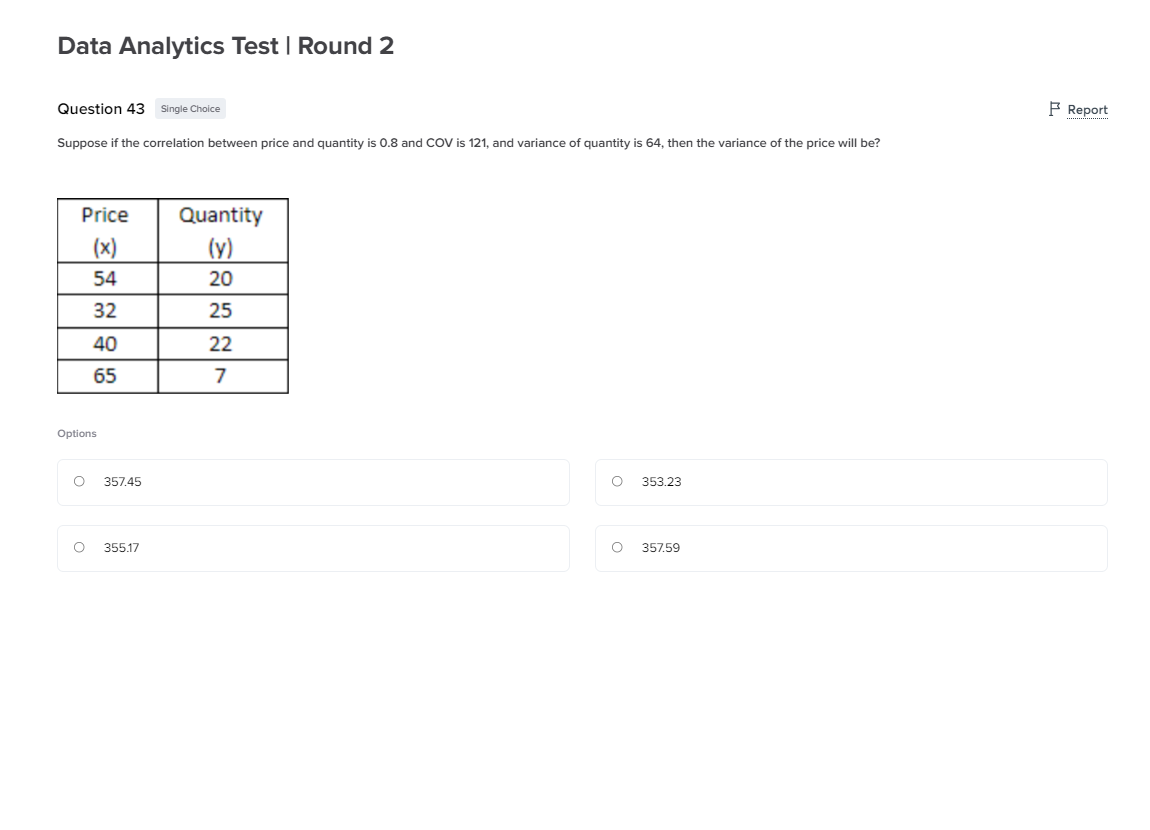 Data Analytics Test | Round 2
Question 43 Single Choice Report
Suppose if the correlation between price and quantity is 0.8 and COV is 121, and variance of quantity is 64, then the variance of the price will be?
Price Quantity
(x) (y)
54 20
32 25
40 22
65 7
Options
357.45 353.23
355.17 357.59